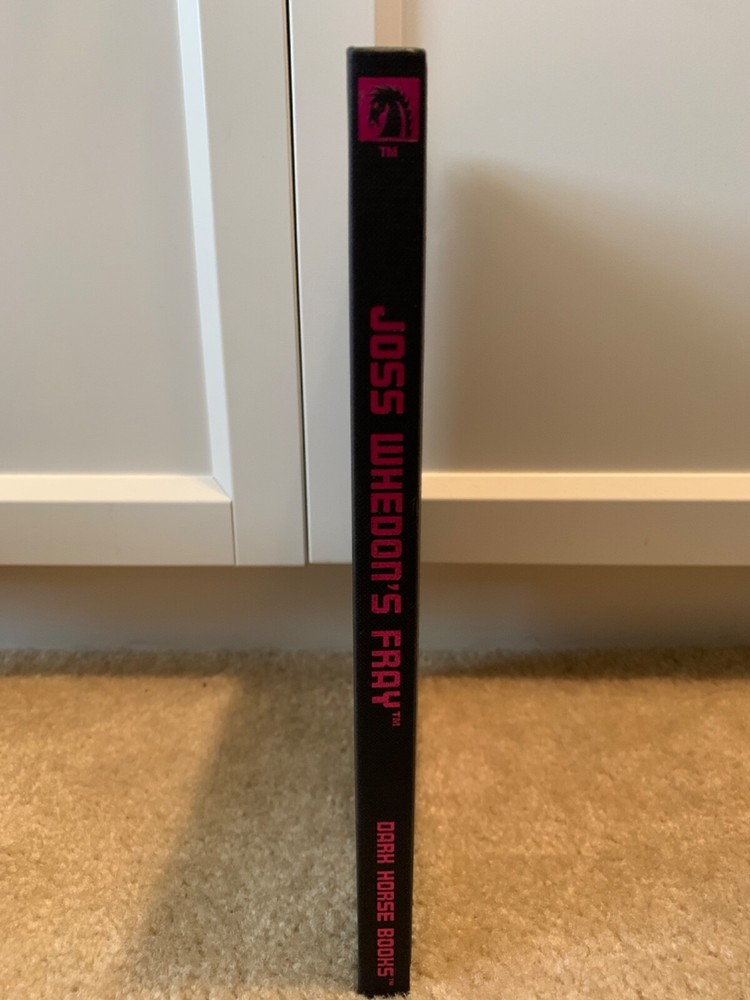 TM
JOSS WHEDON'S FRAY™
DARK HORSE BOOKS™